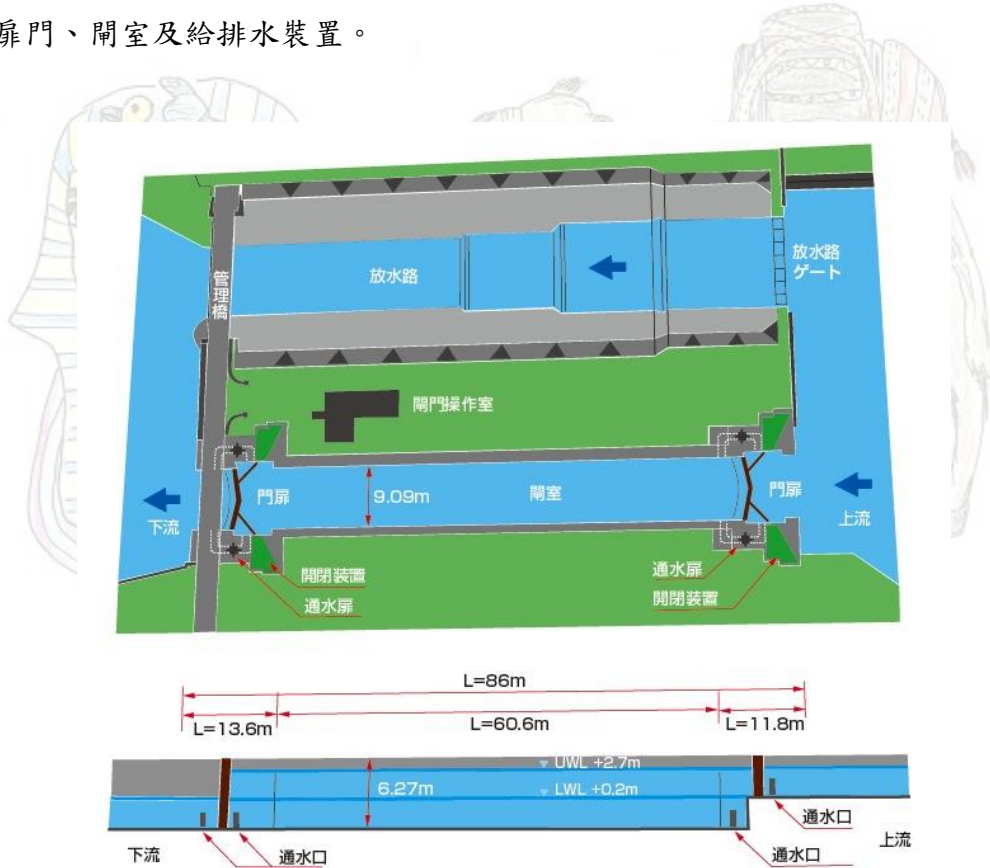 扉門、閘室及給排水裝置。
放水路
放水路
ゲート
管理橋
閘門操作室
門扉
9.09m
閘室
門扉
下流
上流
開閉装置
通水扉
通水扉
開閉装置
L=86m
L=13.6m
L=60.6m
L=11.8m
UWL +2.7m
6.27m
LWL +0.2m
通水口
下流
通水口
通水口
上流